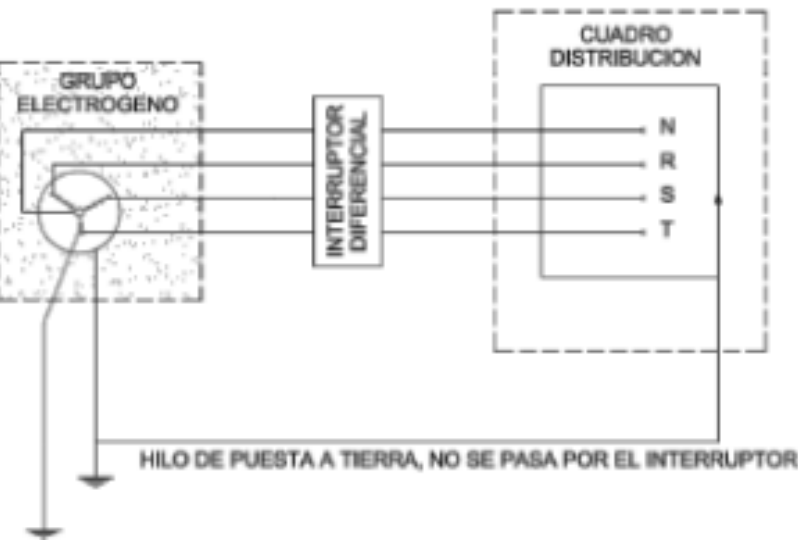 CUADRO
DISTRIBUCION
GRUPO
ELECTROGENO
INTERRUPTOR
DIFERENCIAL
N
R
S
T
HILO DE PUESTA A TIERRA, NO SE PASA POR EL INTERRUPTOR